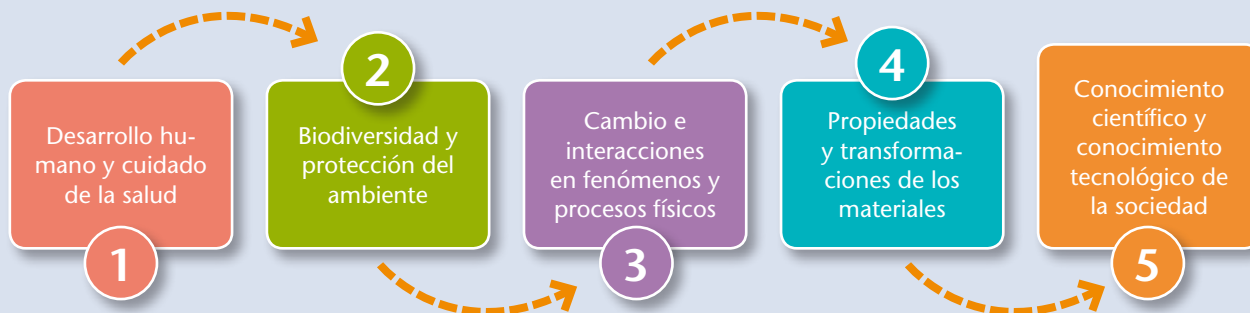 Desarrollo hu-
mano y cuidado
de la salud
1
2
Biodiversidad y
protección del
ambiente
Cambio e
interacciones
en fenómenos y
procesos físicos
3
4
Propiedades
y transforma-
ciones de los
materiales
Conocimiento
científico y
conocimiento
tecnológico de
la sociedad
5